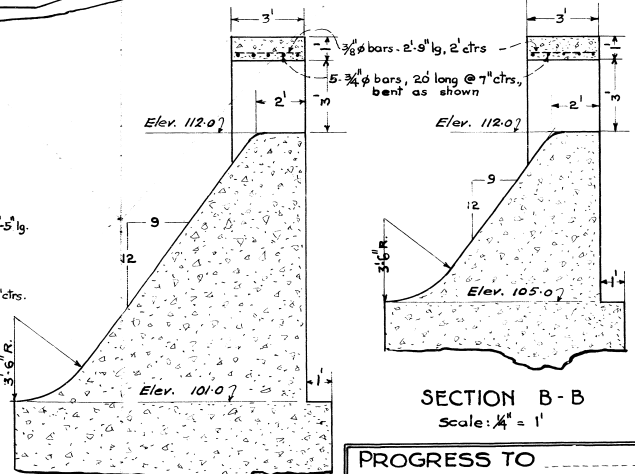 3' 3'
3/8"ø bars - 2'-9" lg, 2' ctrs
5-3/4"ø bars, 20' long @ 7" ctrs.,
bent as shown
1' 1'
2' 3' 2' 3'
Elev. 112.0 Elev. 112.0
9 9
12 12
-5" lg.
" ctrs.
3'-6" R. 3'-6" R.
Elev. 105.0 1'
Elev. 101.0 1'
SECTION B-B
Scale: 1/4" = 1'
PROGRESS TO